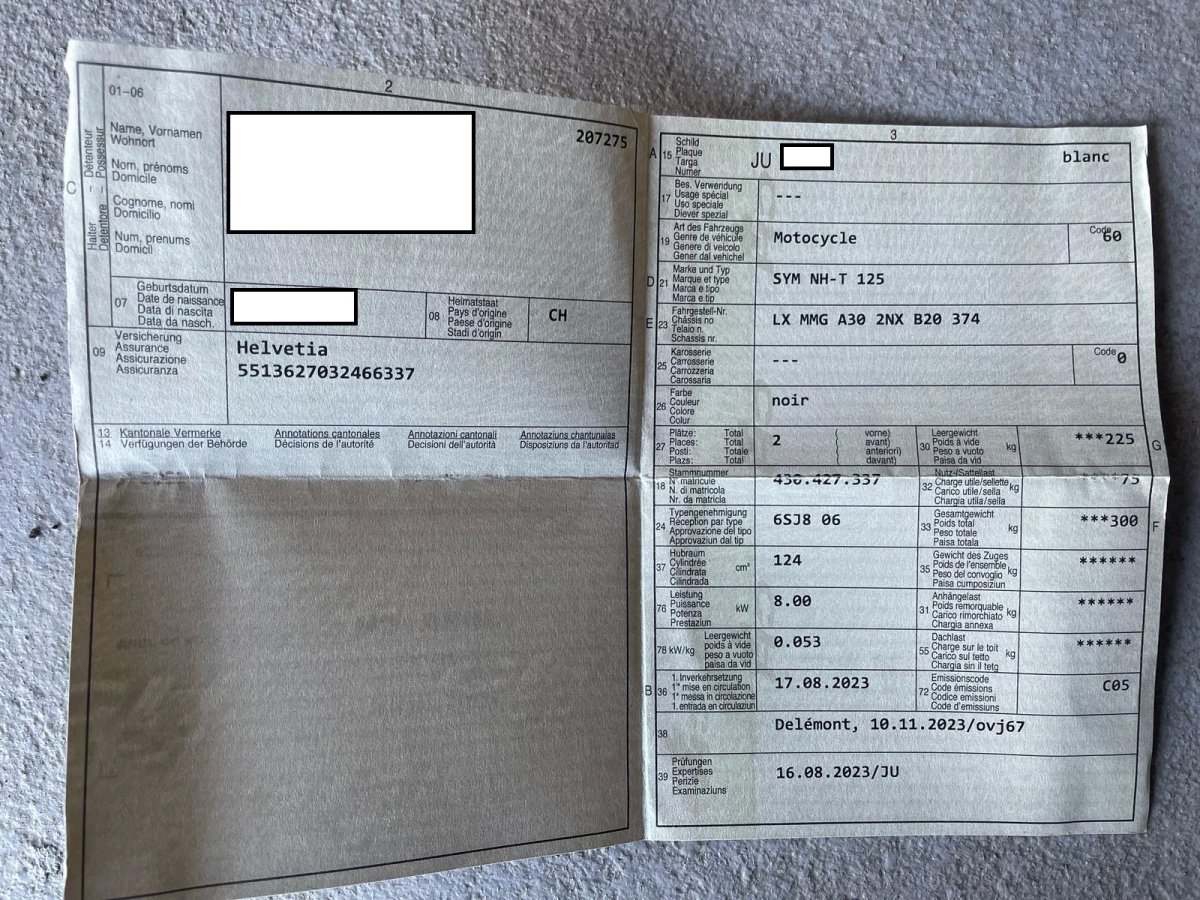 2
01–06
Halter – Détenteur
Detentore – Possessur
C
Name, Vornamen
Wohnort
Nom, prénoms
Domicile
Cognome, nomi
Domicilio
Num, prenums
Domicil
207275
07
Geburtsdatum
Date de naissance
Data di nascita
Data da nasch.
08
Heimatstaat
Pays d'origine
Paese d'origine
Stadi d'origin
CH
09
Versicherung
Assurance
Assicurazione
Assicuranza
Helvetia
5513627032466337
13 Kantonale Vermerke Annotations cantonales Annotazioni cantonali Annotaziuns chantunalas
14 Verfügungen der Behörde Décisions de l'autorité Decisioni dell'autorità Disposiziuns da l'autoritad
3
A 15
Schild
Plaque
Targa
Numer
JU
blanc
17
Bes. Verwendung
Usage spécial
Uso speciale
Diever spezial
---
19
Art des Fahrzeugs
Genre de véhicule
Genere di veicolo
Gener dal vehichel
Motocycle
Code 60
D 21
Marke und Typ
Marque et type
Marca e tipo
Marca e tip
SYM NH-T 125
E 23
Fahrgestell-Nr.
Châssis no
Telaio n.
Schassis nr.
LX MMG A30 2NX B20 374
25
Karosserie
Carrosserie
Carrozzeria
Carossaria
---
Code 0
26
Farbe
Couleur
Colore
Colur
noir
27
Plätze: Total
Places: Total
Posti: Totale
Plazs: Total
2
( vorne)
( avant)
( anteriori)
( davant)
30
Leergewicht
Poids à vide
Peso a vuoto
Paisa da vid
kg
***225
G
18
Stammnummer
N° matricule
N. di matricola
Nr. da matricla
430.427.337
32
Nutz-/Sattellast
Charge utile/sellette
Carico utile/sella
Chargia utila/sella
kg
75
24
Typengenehmigung
Réception par type
Approvazione del tipo
Approvaziun dal tip
6SJ8 06
33
Gesamtgewicht
Poids total
Peso totale
Paisa totala
kg
***300
F
37
Hubraum
Cylindrée
Cilindrata
Cilindrada
cm³
124
35
Gewicht des Zuges
Poids de l'ensemble
Peso del convoglio
Paisa cumposiziun
kg
******
76
Leistung
Puissance
Potenza
Prestaziun
kW
8.00
31
Anhängelast
Poids remorquable
Carico rimorchiato
Chargia annexa
kg
******
78 kW/kg
Leergewicht
poids à vide
peso a vuoto
paisa da vid
0.053
55
Dachlast
Charge sur le toit
Carico sul tetto
Chargia sin il tetg
kg
******
B 36
1. Inverkehrsetzung
1re mise en circulation
1a messa in circolazione
1. entrada en circulaziun
17.08.2023
72
Emissionscode
Code émissions
Codice emissioni
Code d'emissiuns
C05
38
Delémont, 10.11.2023/ovj67
39
Prüfungen
Expertises
Perizie
Examinaziuns
16.08.2023/JU